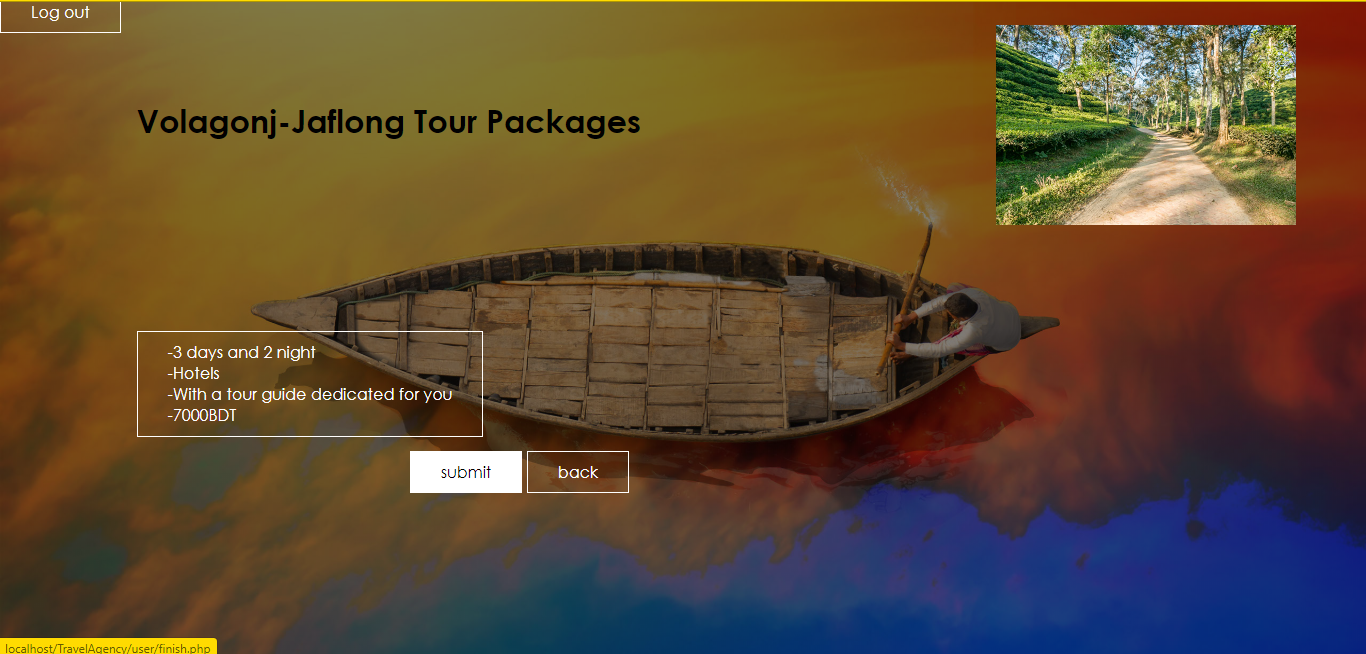 Log out
Volagonj-Jaflong Tour Packages
-3 days and 2 night
-Hotels
-With a tour guide dedicated for you
-7000BDT
submit
back
localhost/TravelAgency/user/finish.php